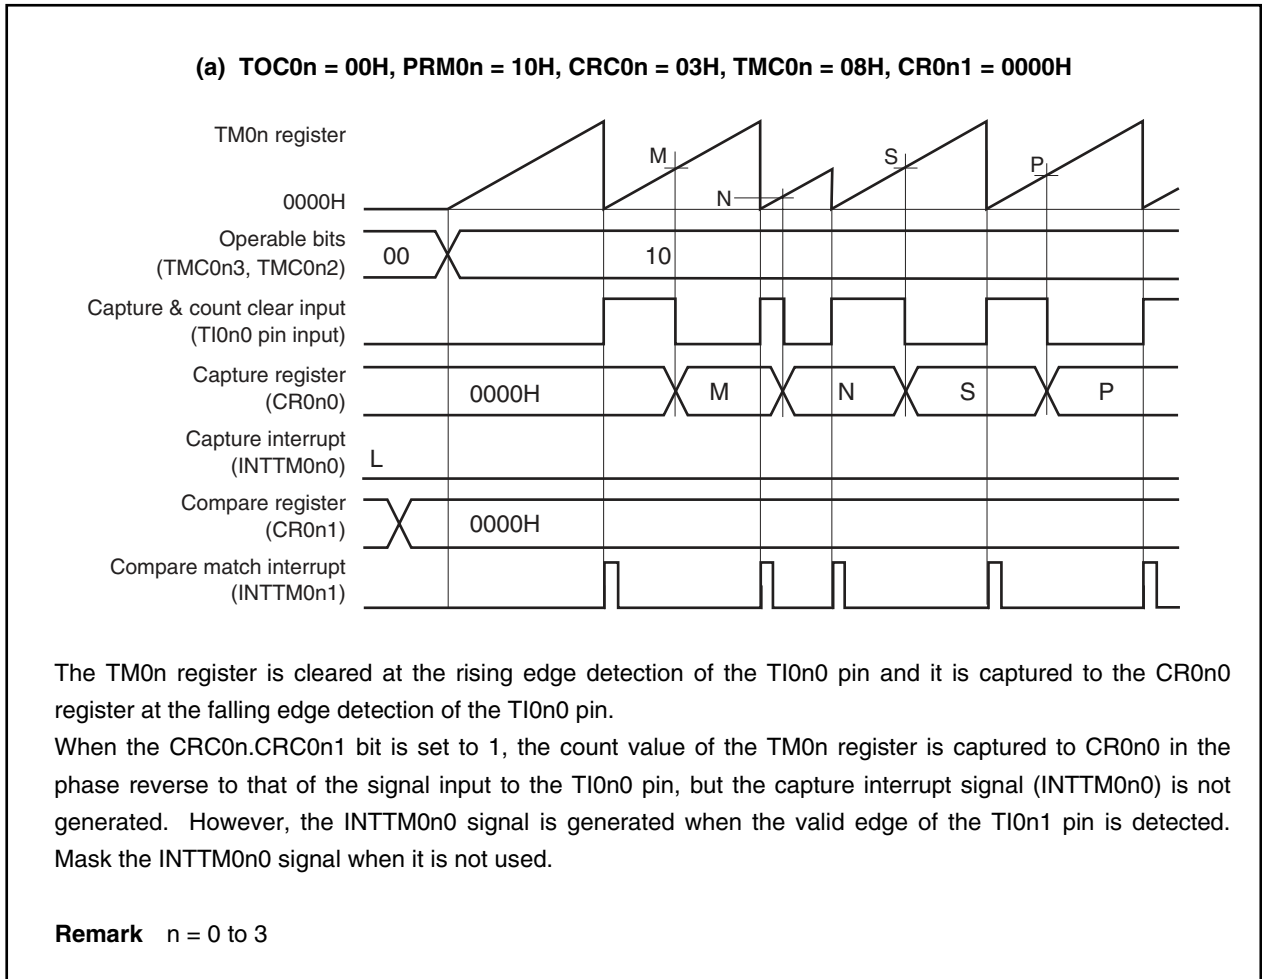 (a) TOC0n = 00H, PRM0n = 10H, CRC0n = 03H, TMC0n = 08H, CR0n1 = 0000H
TM0n register
M
S
P
N
0000H
Operable bits
(TMC0n3, TMC0n2)
00
10
Capture & count clear input
(TI0n0 pin input)
Capture register
(CR0n0)
0000H
M
N
S
P
Capture interrupt
(INTTM0n0)
L
Compare register
(CR0n1)
0000H
Compare match interrupt
(INTTM0n1)
The TM0n register is cleared at the rising edge detection of the TI0n0 pin and it is captured to the CR0n0
register at the falling edge detection of the TI0n0 pin.
When the CRC0n.CRC0n1 bit is set to 1, the count value of the TM0n register is captured to CR0n0 in the
phase reverse to that of the signal input to the TI0n0 pin, but the capture interrupt signal (INTTM0n0) is not
generated. However, the INTTM0n0 signal is generated when the valid edge of the TI0n1 pin is detected.
Mask the INTTM0n0 signal when it is not used.
Remark n = 0 to 3